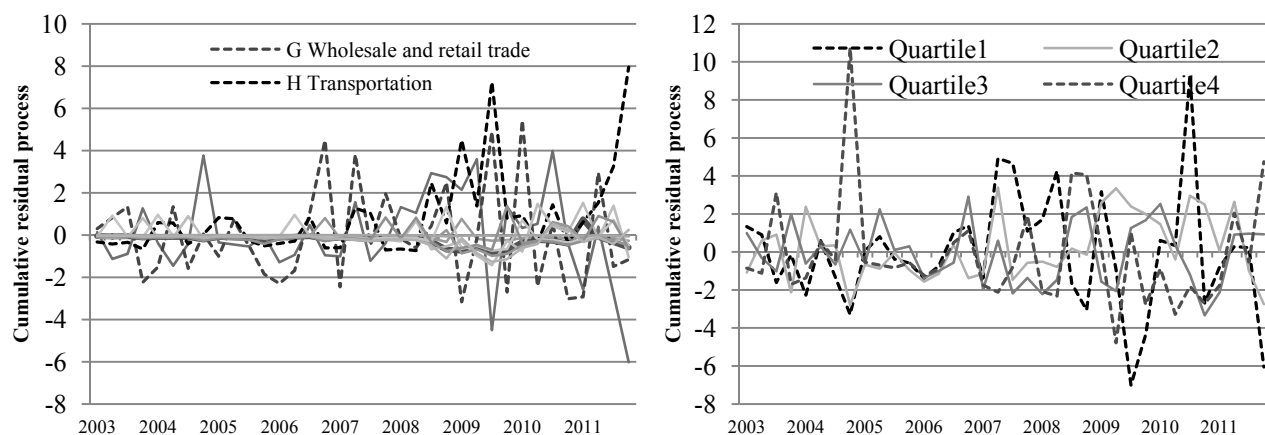 Cumulative residual process
10
8
6
4
2
0
-2
-4
-6
-8
G Wholesale and retail trade
H Transportation
2003 2004 2005 2006 2007 2008 2009 2010 2011
Cumulative residual process
12
10
8
6
4
2
0
-2
-4
-6
-8
Quartile1 Quartile2
Quartile3 Quartile4
2003 2004 2005 2006 2007 2008 2009 2010 2011